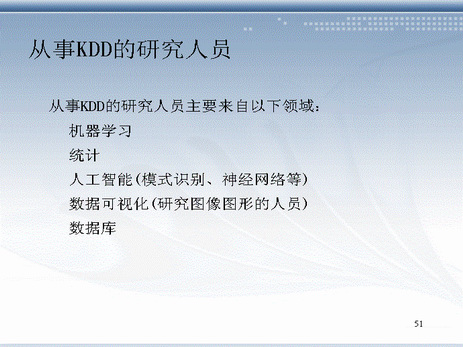 从事KDD的研究人员
从事KDD的研究人员主要来自以下领域：
机器学习
统计
人工智能(模式识别、神经网络等)
数据可视化(研究图像图形的人员)
数据库
51